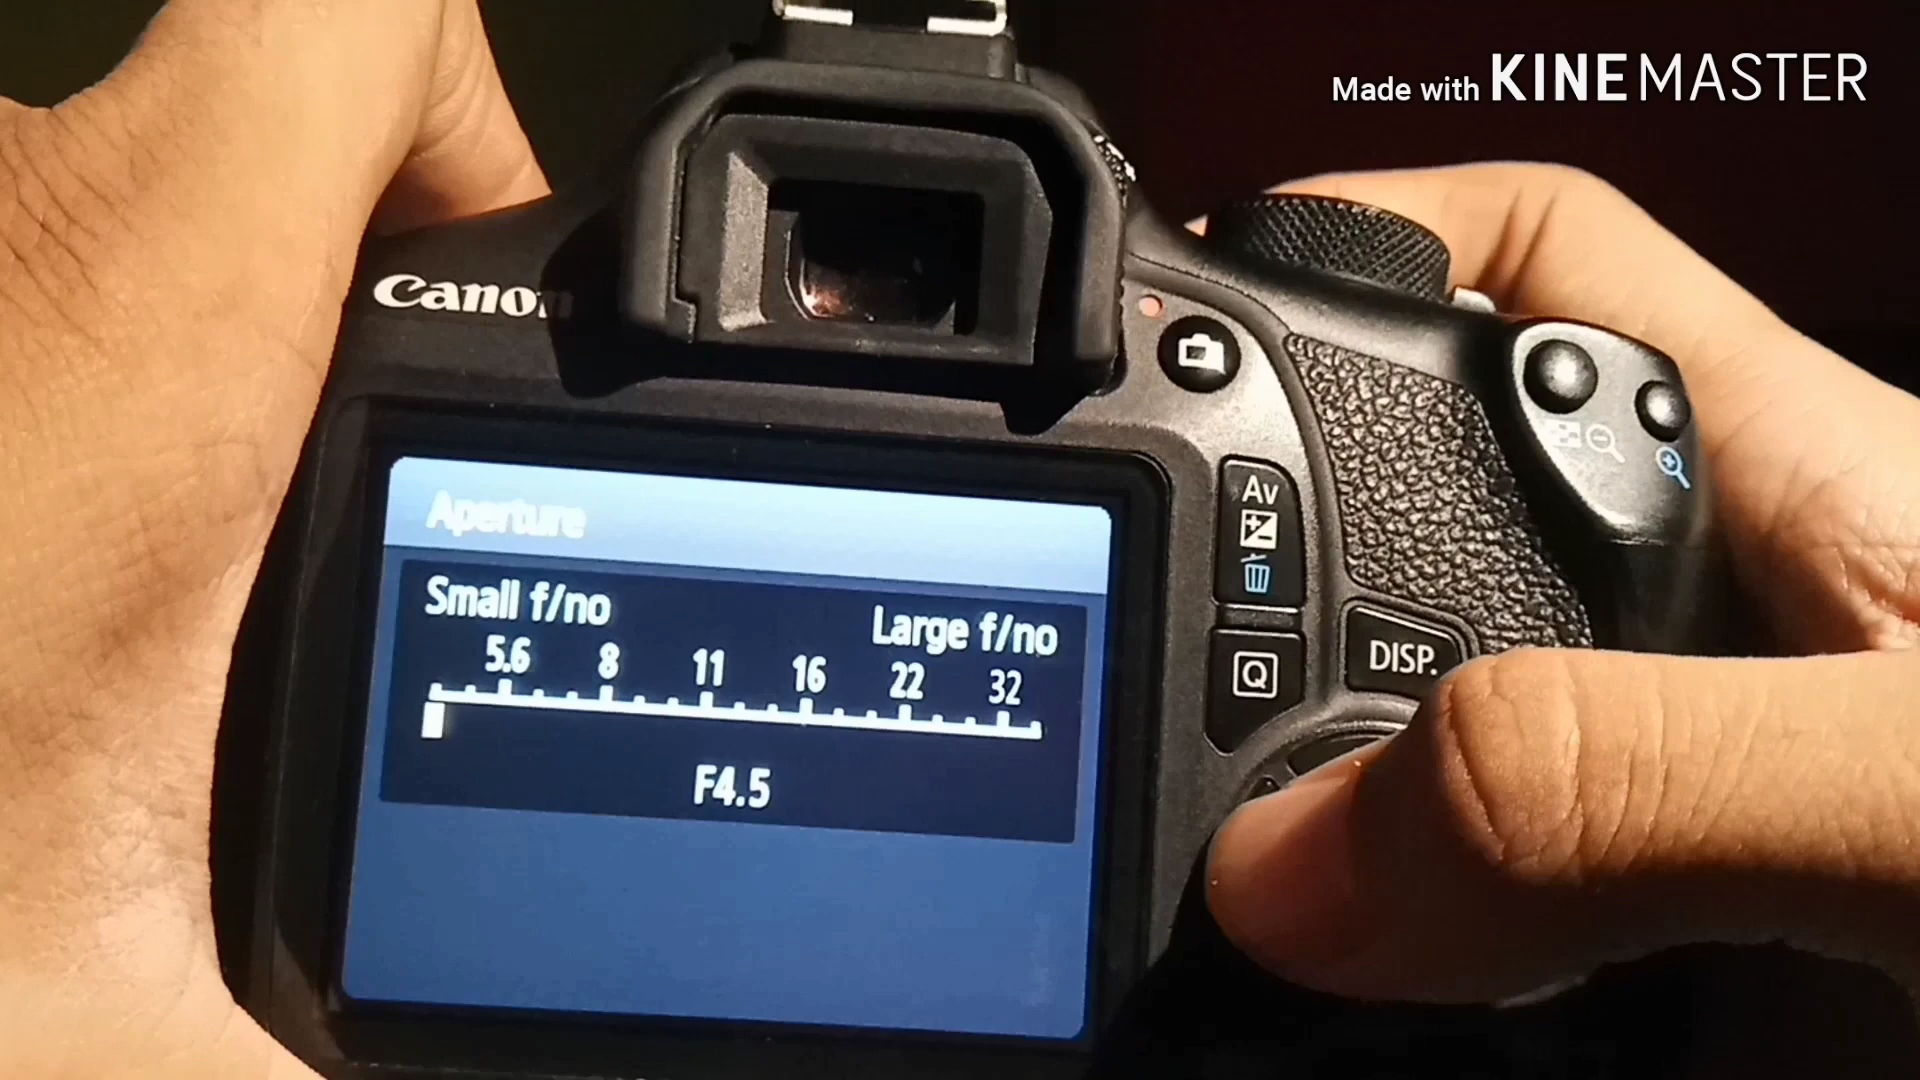 Made with KINEMASTER
Canon
Aperture
Small f/no
Large f/no
5.6 8 11 16 22 32
F4.5
Av
Q
DISP.